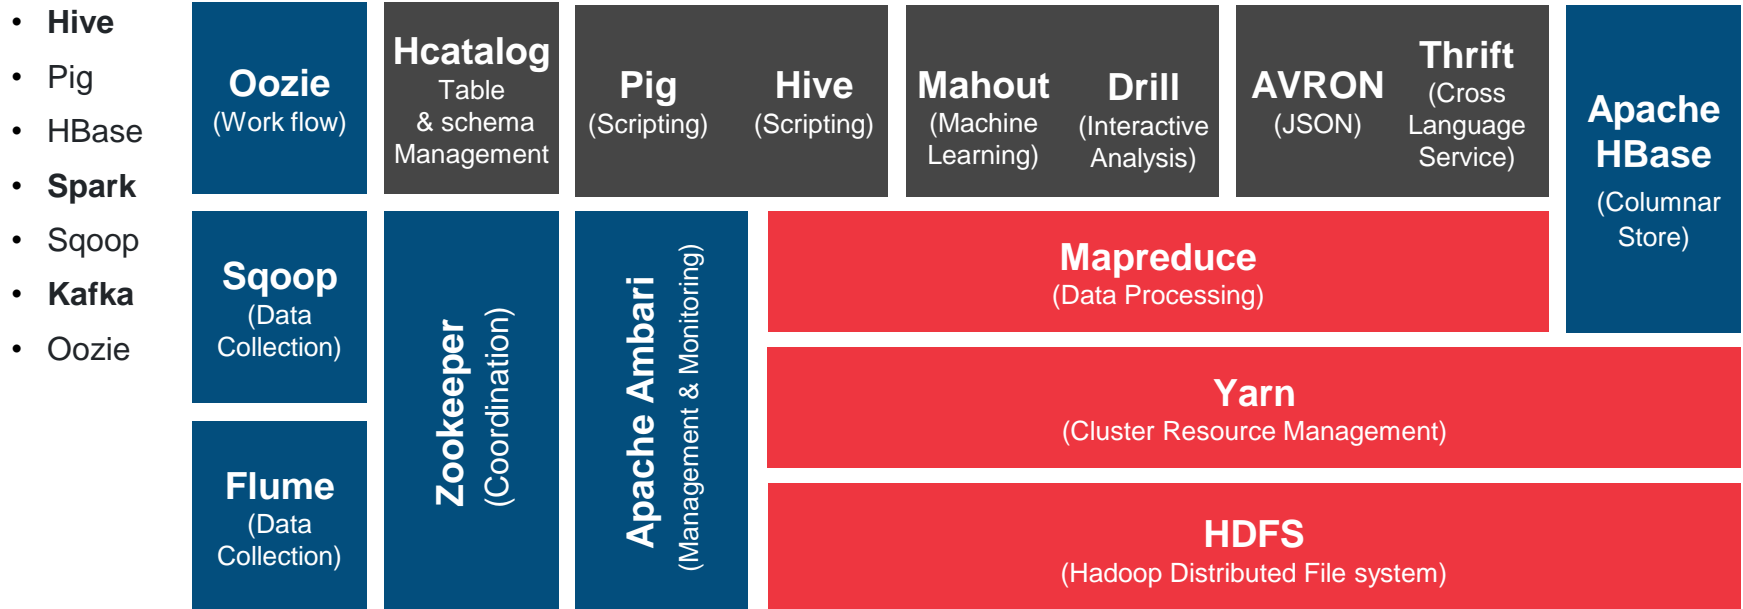 • Hive
• Pig
• HBase
• Spark
• Sqoop
• Kafka
• Oozie
Oozie
(Work flow)
Hcatalog
Table
& schema
Management
Pig
(Scripting)
Hive
(Scripting)
Mahout
(Machine
Learning)
Drill
(Interactive
Analysis)
AVRON
(JSON)
Thrift
(Cross
Language
Service)
Apache
HBase
(Columnar
Store)
Sqoop
(Data
Collection)
Flume
(Data
Collection)
Zookeeper
(Coordination)
Apache Ambari
(Management & Monitoring)
Mapreduce
(Data Processing)
Yarn
(Cluster Resource Management)
HDFS
(Hadoop Distributed File system)